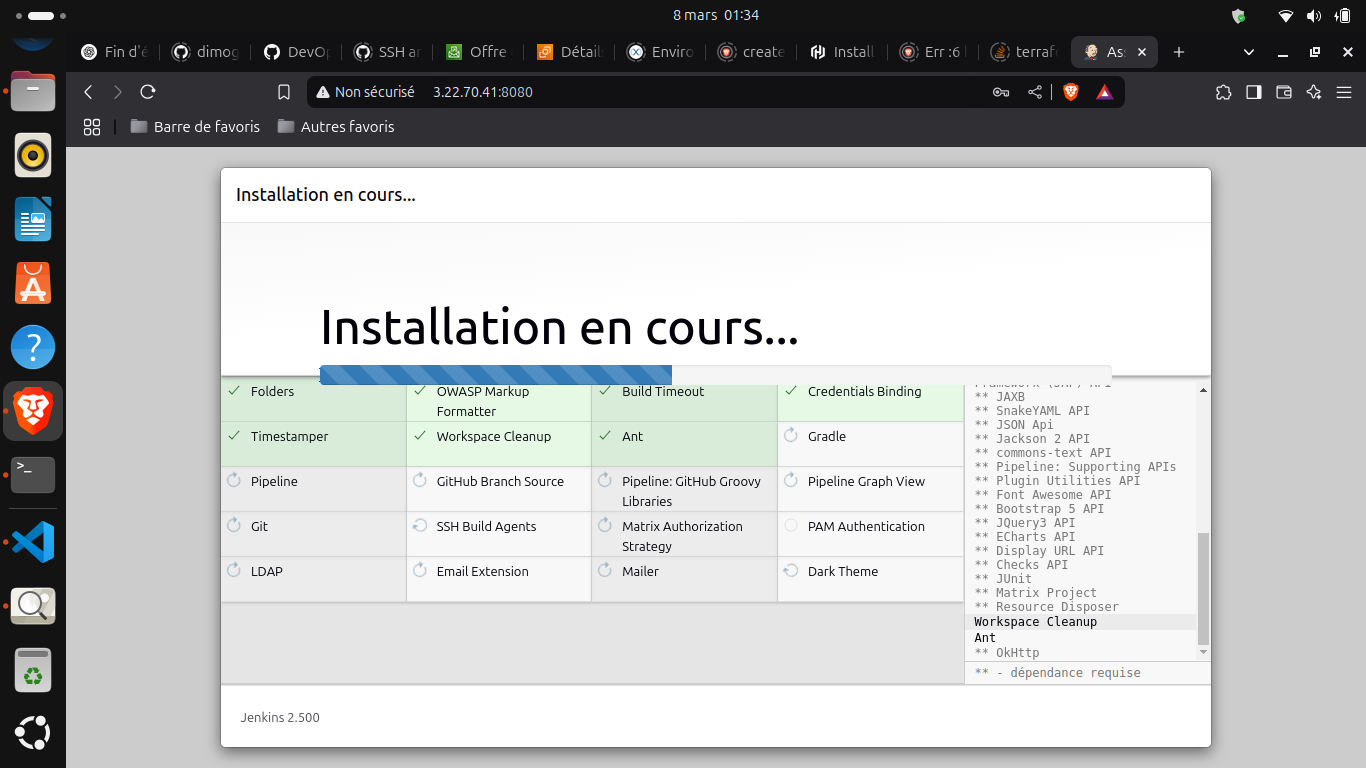 8 mars 01:34
Fin d'é
dimog
DevOp
SSH ar
Offre
Détails
Enviro
create
Install
Err :6
terrafo
As
Non sécurisé 3.22.70.41:8080
Barre de favoris
Autres favoris
Installation en cours...
Installation en cours...
Folders
OWASP Markup
Formatter
Build Timeout
Credentials Binding
Timestamper
Workspace Cleanup
Ant
Gradle
Pipeline
GitHub Branch Source
Pipeline: GitHub Groovy
Libraries
Pipeline Graph View
Git
SSH Build Agents
Matrix Authorization
Strategy
PAM Authentication
LDAP
Email Extension
Mailer
Dark Theme
** JAXB
** SnakeYAML API
** JSON Api
** Jackson 2 API
** commons-text API
** Pipeline: Supporting APIs
** Plugin Utilities API
** Font Awesome API
** Bootstrap 5 API
** JQuery3 API
** ECharts API
** Display URL API
** Checks API
** JUnit
** Matrix Project
** Resource Disposer
Workspace Cleanup
Ant
** OkHttp
** - dépendance requise
Jenkins 2.500